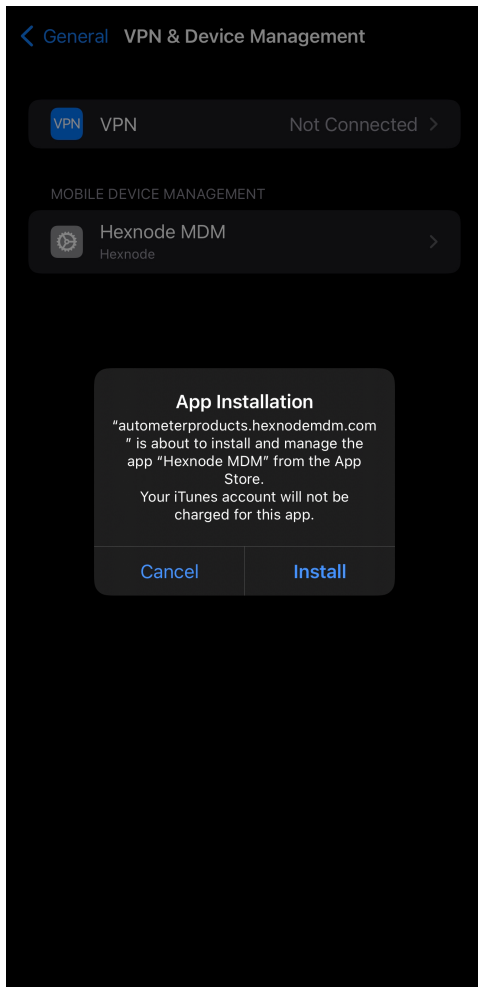 General VPN & Device Management
VPN VPN Not Connected
MOBILE DEVICE MANAGEMENT
Hexnode MDM
Hexnode
App Installation
“autometerproducts.hexnodemdm.com
” is about to install and manage the
app “Hexnode MDM” from the App
Store.
Your iTunes account will not be
charged for this app.
Cancel Install